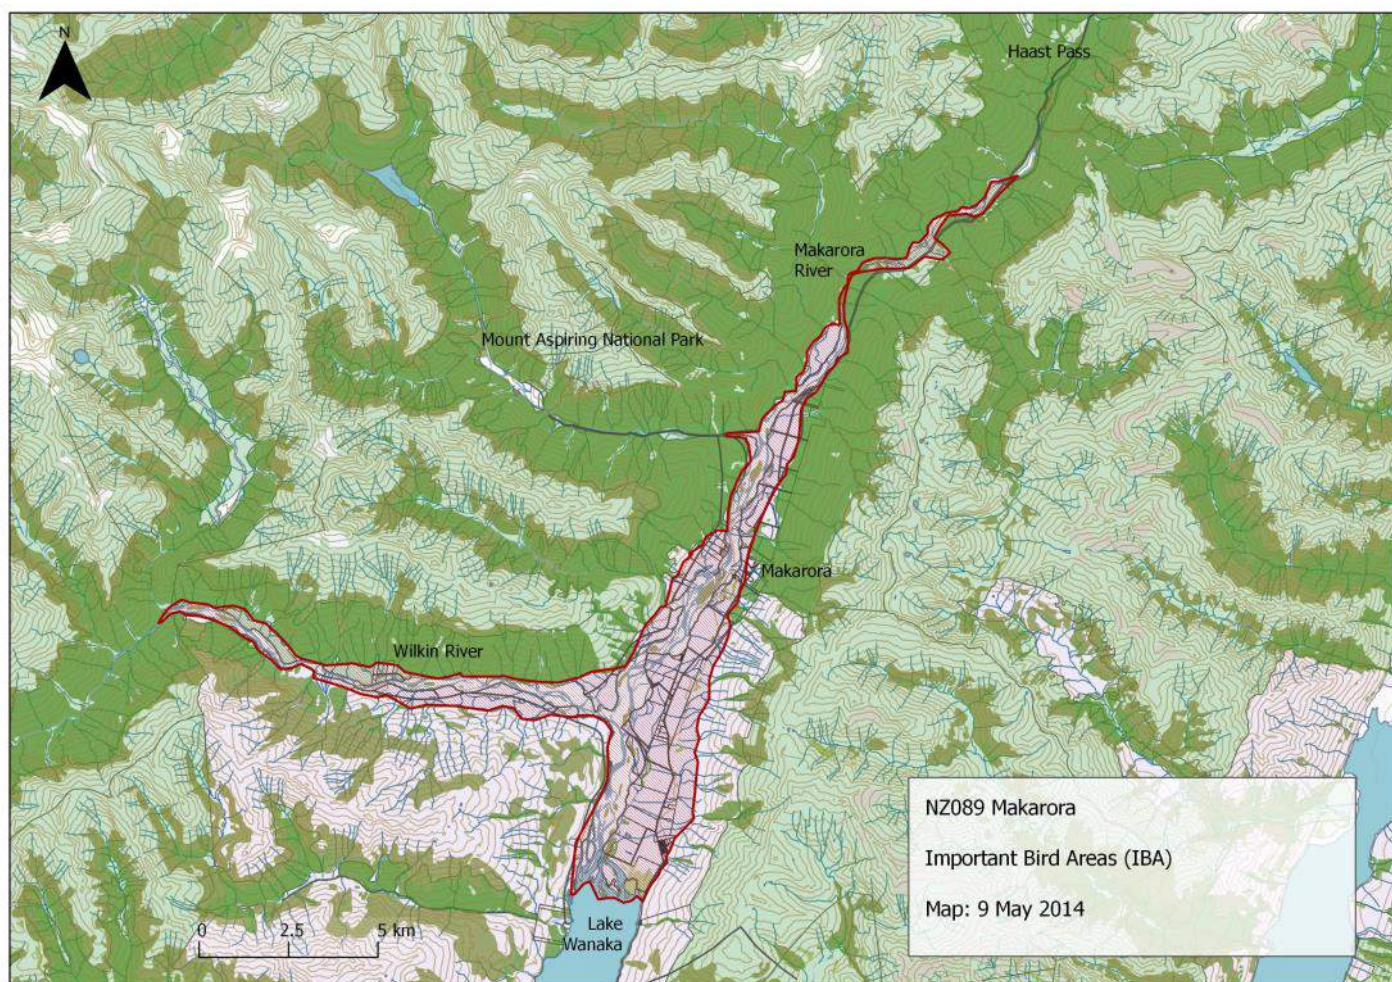 N
Haast Pass
Makarora
River
Mount Aspiring National Park
Makarora
Wilkin River
NZ089 Makarora
Important Bird Areas (IBA)
Map: 9 May 2014
Lake
Wanaka
0 2.5 5 km